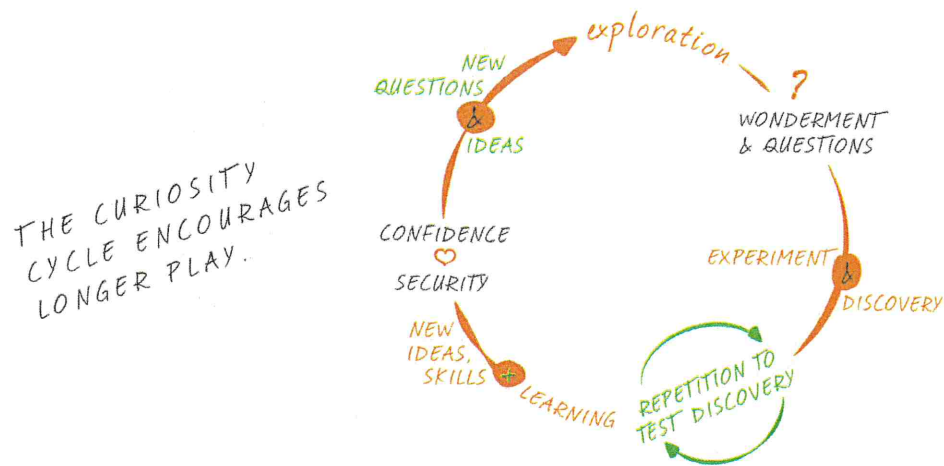 THE CURIOSITY
CYCLE ENCOURAGES
LONGER PLAY.
exploration
?
WONDERMENT
& QUESTIONS
EXPERIMENT
&
DISCOVERY
REPETITION TO
TEST DISCOVERY
NEW
IDEAS,
SKILLS +
LEARNING
CONFIDENCE
SECURITY
NEW
QUESTIONS
&
IDEAS